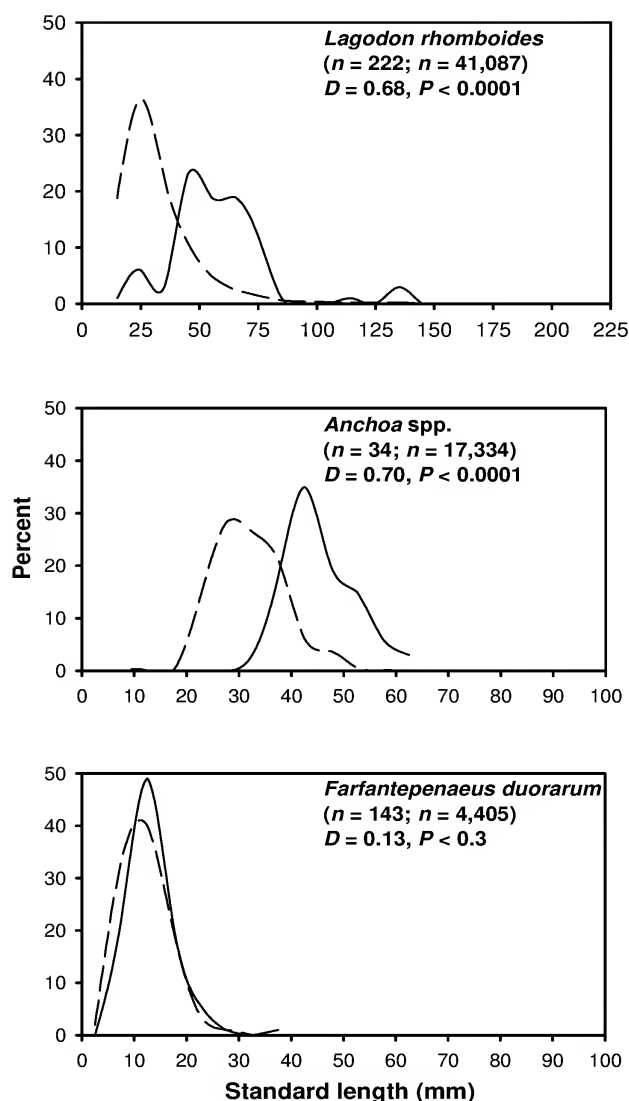 50
Lagodon rhomboides
(n = 222; n = 41,087)
D = 0.68, P < 0.0001
40
30
20
10
0
0 25 50 75 100 125 150 175 200 225
50
Anchoa spp.
(n = 34; n = 17,334)
D = 0.70, P < 0.0001
40
30
20
10
0
Percent
0 10 20 30 40 50 60 70 80 90 100
50
Farfantepenaeus duorarum
(n = 143; n = 4,405)
D = 0.13, P < 0.3
40
30
20
10
0
0 10 20 30 40 50 60 70 80 90 100
Standard length (mm)